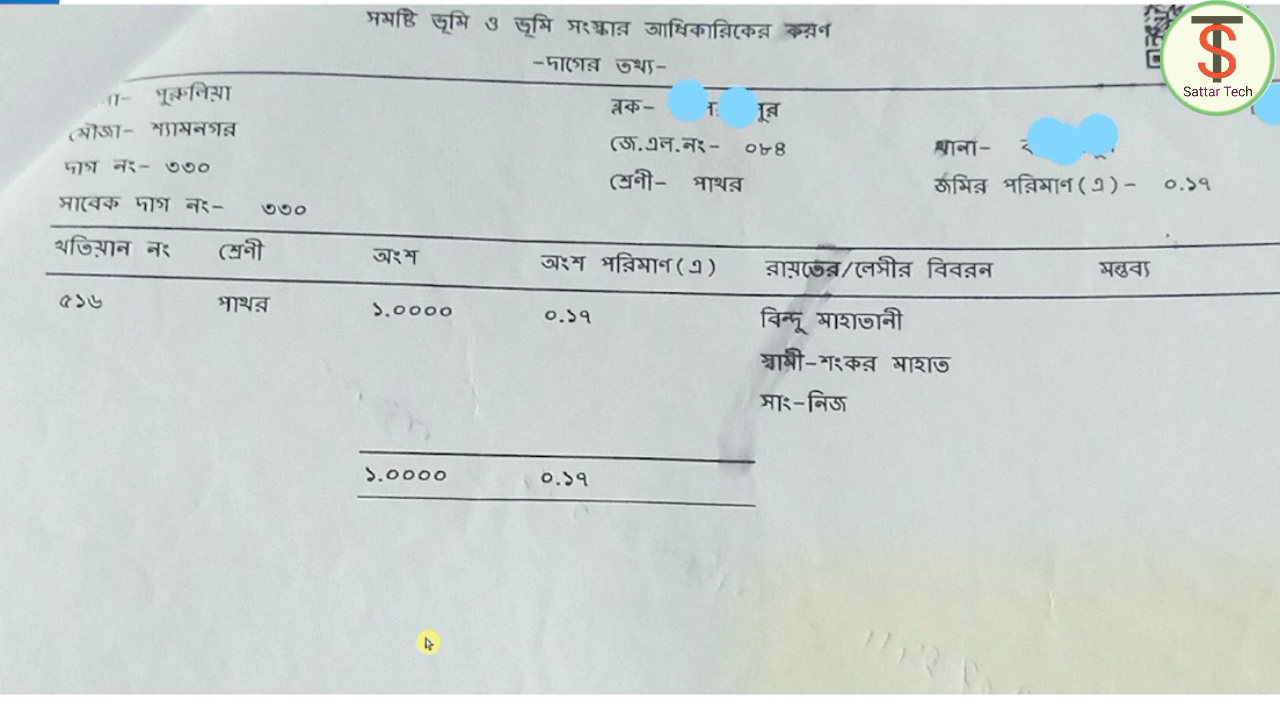 সমষ্টি ভূমি ও ভূমি সংস্কার আধিকারিকের করণ
-দাগের তথ্য-
Sattar Tech
পুরুলিয়া ব্লক-
মৌজা- শ্যামনগর জে.এল.নং- ০৮৪ থানা-
দাগ নং- ৩৩০ শ্রেণী- পাথর জমির পরিমাণ(এ)- ০.১৭
সাবেক দাগ নং- ৩৩০
খতিয়ান নং শ্রেণী অংশ অংশ পরিমাণ(এ) রায়তের/লেসীর বিবরন মন্তব্য
৫১৬ পাথর ১.০০০০ ০.১৭ বিন্দু মাহাতানী
স্বামী-শংকর মাহাত
সাং-নিজ
১.০০০০ ০.১৭